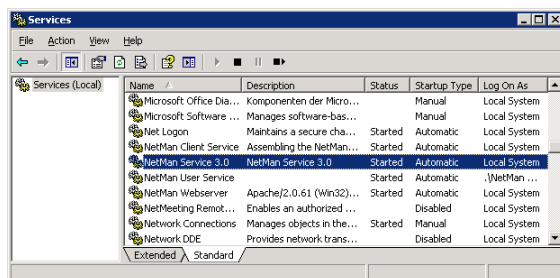 Services
File Action View Help
Services (Local)
Name Description Status Startup Type Log On As
Microsoft Office Dia... Komponenten der Micro... Manual Local System
Microsoft Software ... Manages software-bas... Manual Local System
Net Logon Maintains a secure cha... Started Automatic Local System
NetMan Client Service Assembling the NetMan... Started Automatic Local System
NetMan Service 3.0 NetMan Service 3.0 Started Automatic Local System
NetMan User Service Started Automatic .\NetMan ...
NetMan Webserver Apache/2.0.61 (Win32)... Started Automatic Local System
NetMeeting Remot... Enables an authorized ... Disabled Local System
Network Connections Manages objects in the... Started Manual Local System
Network DDE Provides network trans... Disabled Local System
Extended Standard